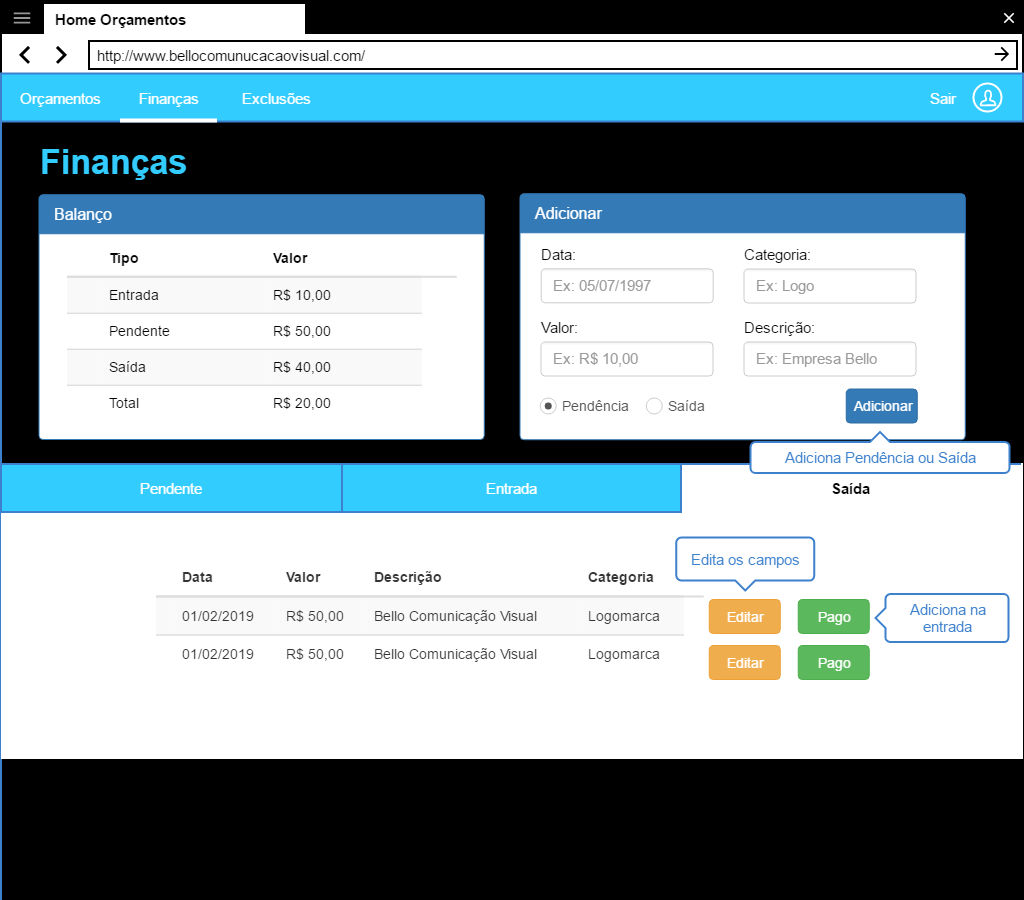 Home Orçamentos
http://www.bellocomunucacaovisual.com/
Orçamentos Finanças Exclusões Sair
Finanças
Balanço
Tipo Valor
Entrada R$ 10,00
Pendente R$ 50,00
Saída R$ 40,00
Total R$ 20,00
Adicionar
Data: Categoria:
Ex: 05/07/1997 Ex: Logo
Valor: Descrição:
Ex: R$ 10,00 Ex: Empresa Bello
Pendência Saída Adicionar
Adiciona Pendência ou Saída
Pendente Entrada Saída
Edita os campos
Data Valor Descrição Categoria
01/02/2019 R$ 50,00 Bello Comunicação Visual Logomarca Editar Pago
Adiciona na
entrada
01/02/2019 R$ 50,00 Bello Comunicação Visual Logomarca Editar Pago